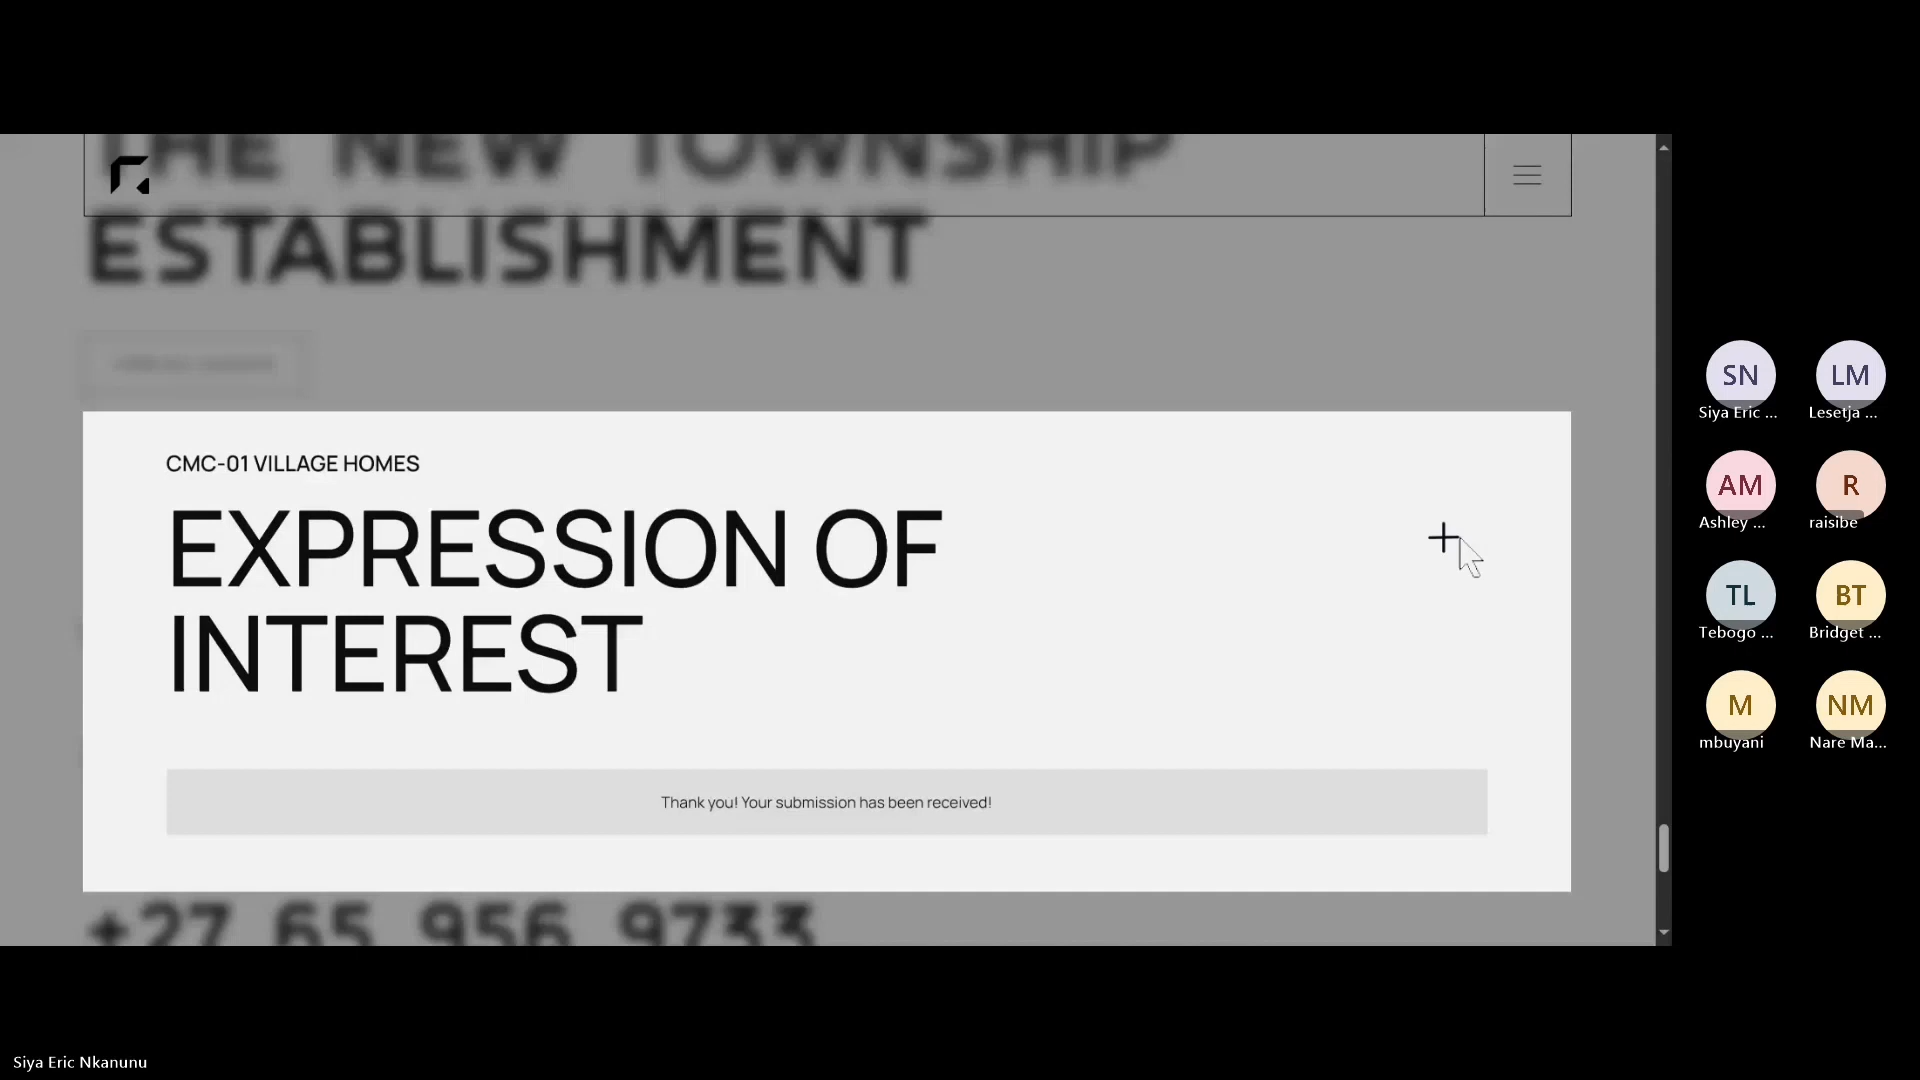 THE NEW TOWNSHIP
ESTABLISHMENT
CMC-01 VILLAGE HOMES
EXPRESSION OF
INTEREST
Thank you! Your submission has been received!
+27 65 956 9733
SN
Siya Eric ...
LM
Lesetja ...
AM
Ashley ...
R
raisibe
TL
Tebogo ...
BT
Bridget ...
M
mbuyani
NM
Nare Ma...
Siya Eric Nkanunu